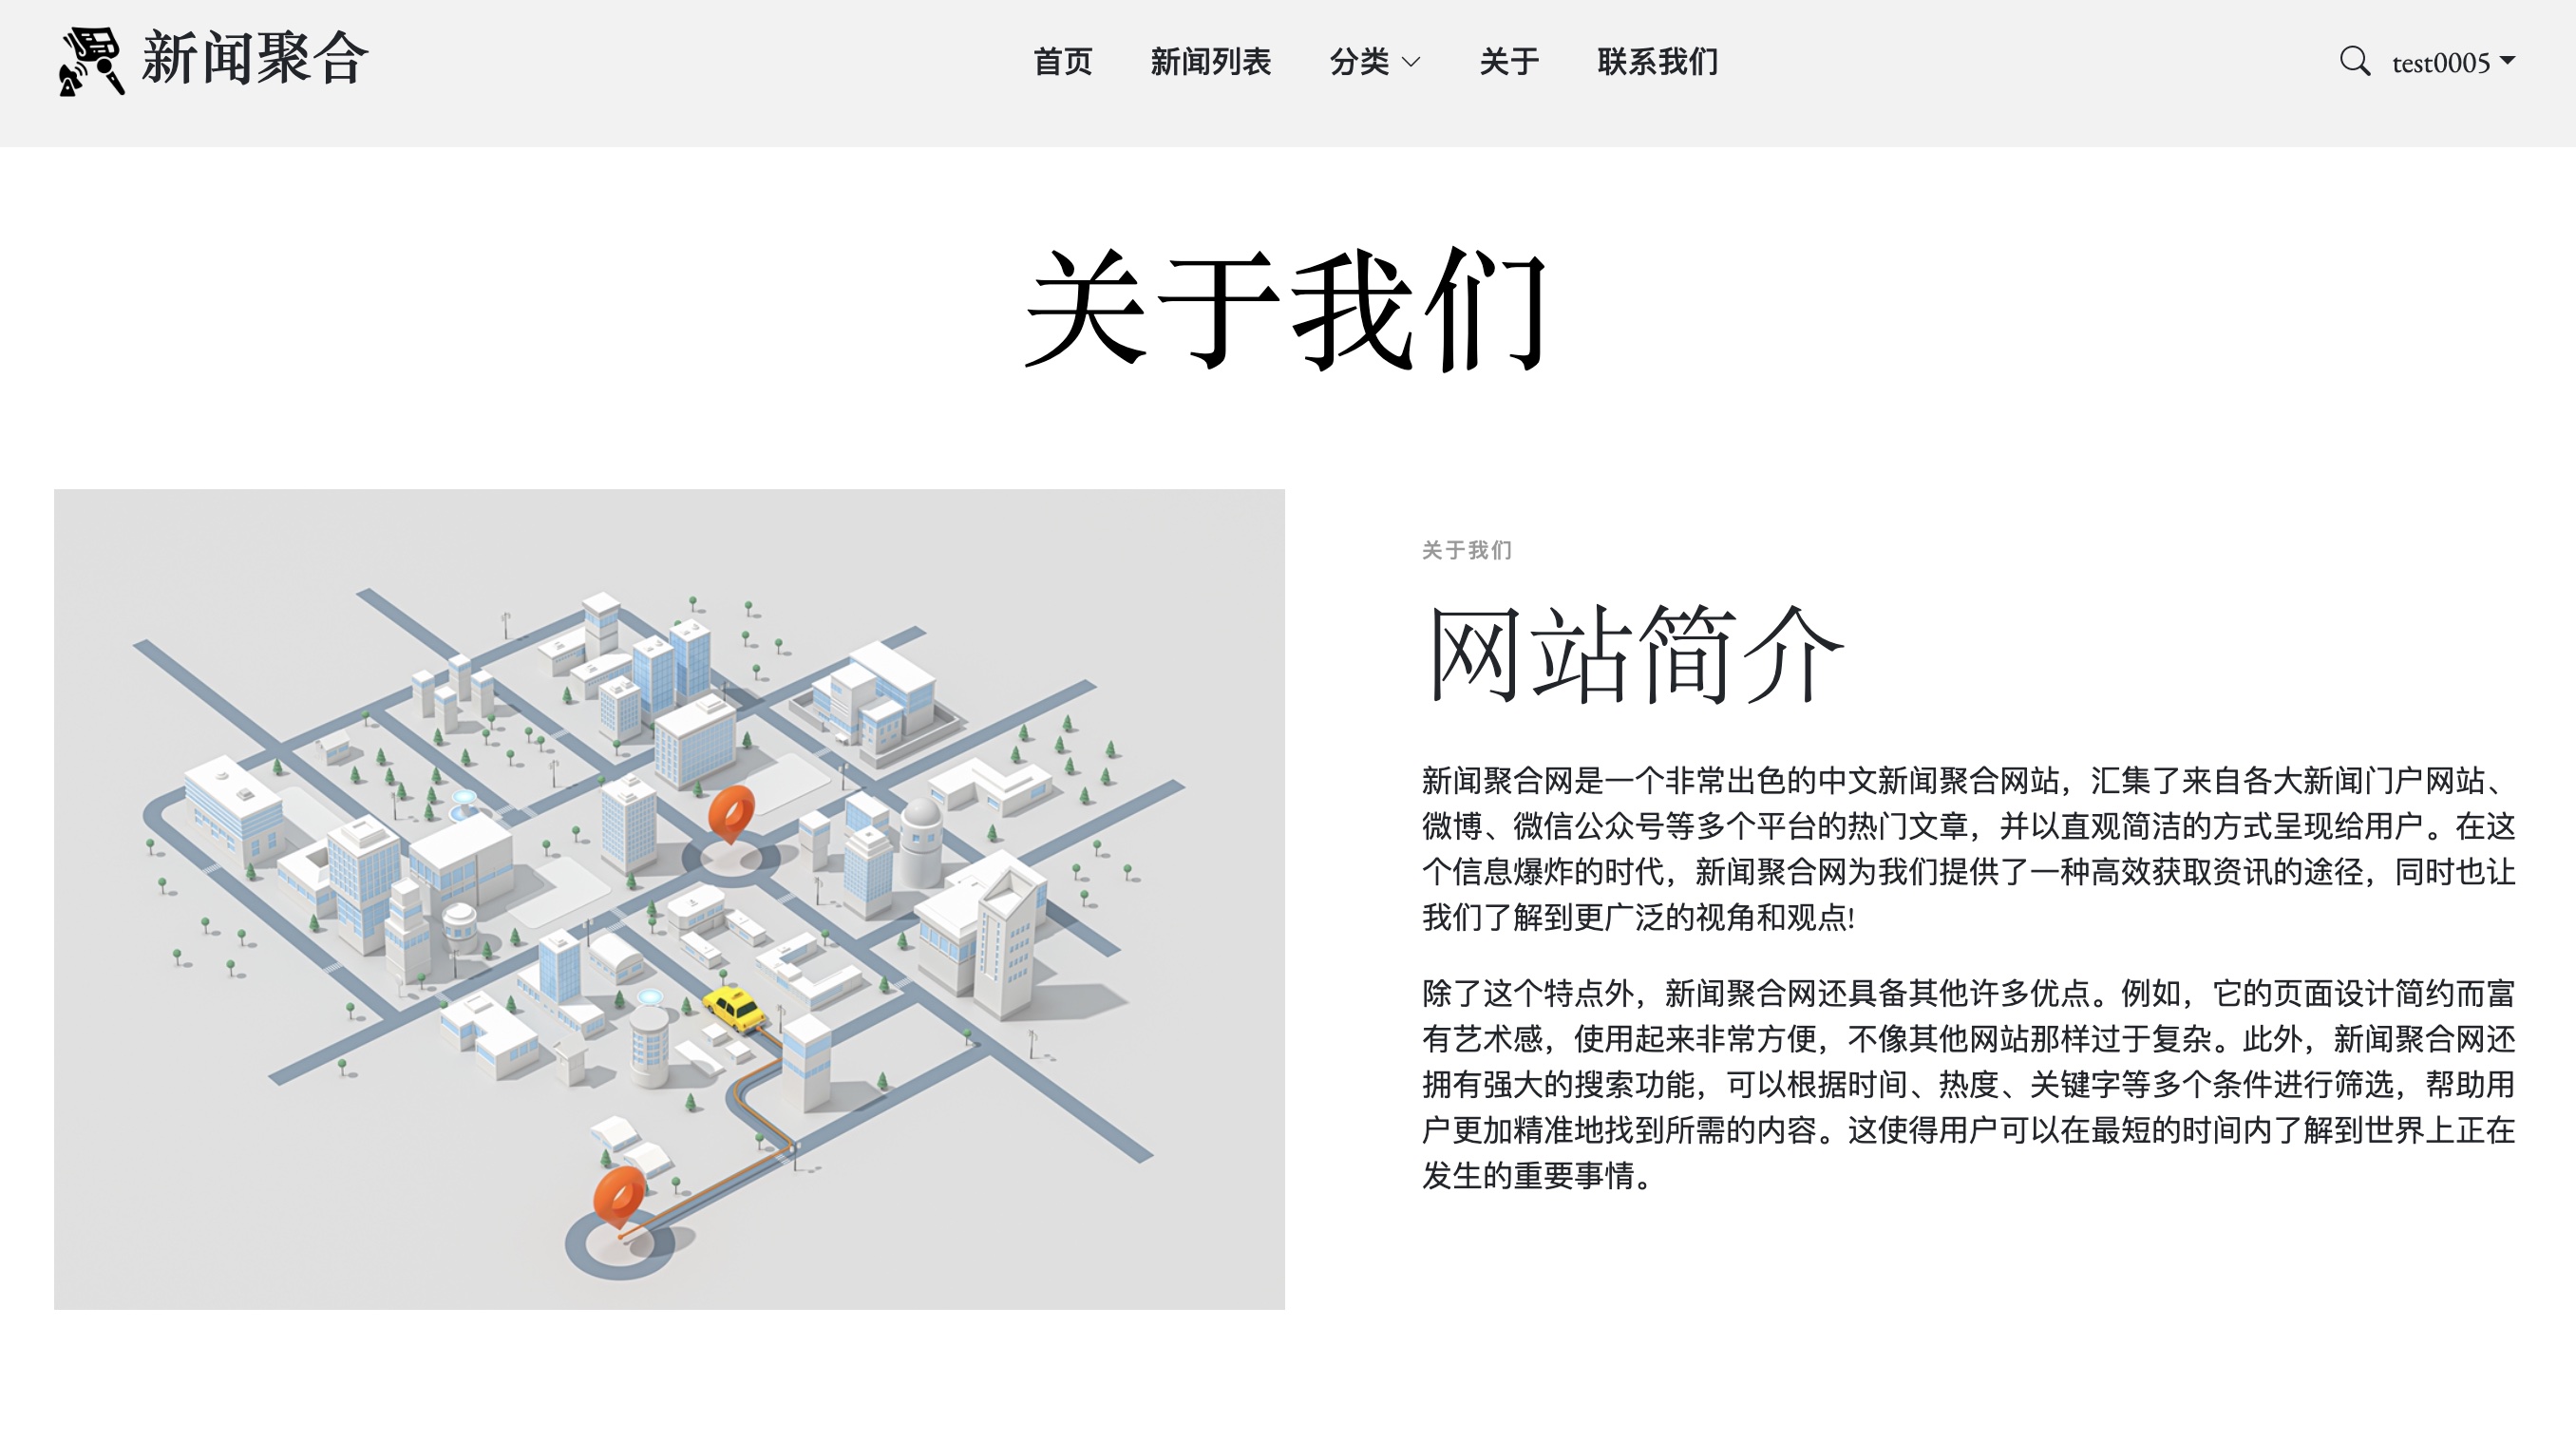 新闻聚合
首页 新闻列表 分类 关于 联系我们
test0005
关于我们
关于我们
网站简介
新闻聚合网是一个非常出色的中文新闻聚合网站，汇集了来自各大新闻门户网站、
微博、微信公众号等多个平台的热门文章，并以直观简洁的方式呈现给用户。在这
个信息爆炸的时代，新闻聚合网为我们提供了一种高效获取资讯的途径，同时也让
我们了解到更广泛的视角和观点!
除了这个特点外，新闻聚合网还具备其他许多优点。例如，它的页面设计简约而富
有艺术感，使用起来非常方便，不像其他网站那样过于复杂。此外，新闻聚合网还
拥有强大的搜索功能，可以根据时间、热度、关键字等多个条件进行筛选，帮助用
户更加精准地找到所需的内容。这使得用户可以在最短的时间内了解到世界上正在
发生的重要事情。